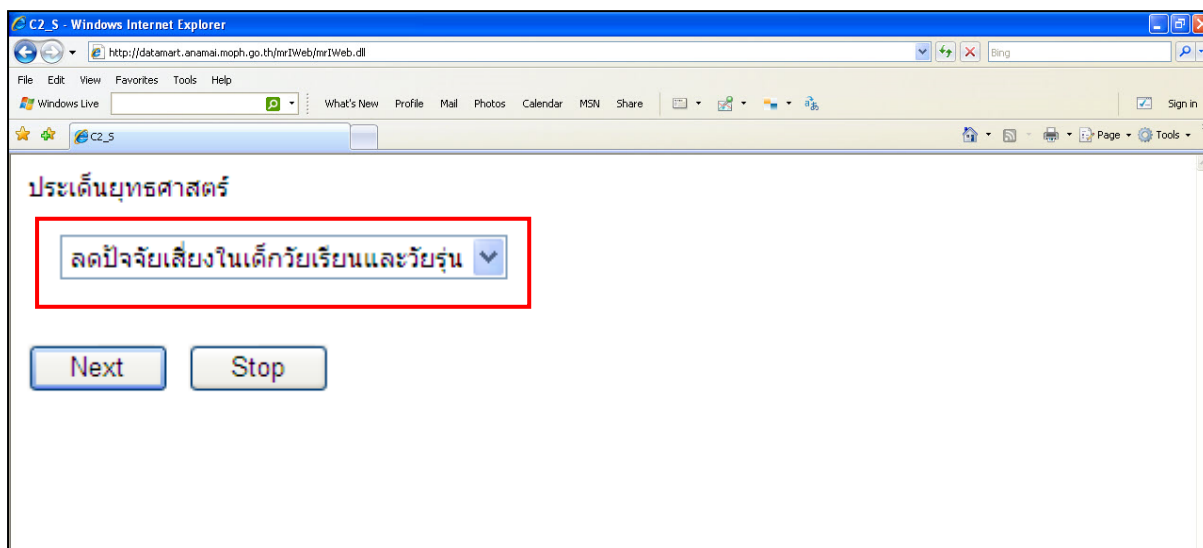 C2_S - Windows Internet Explorer
http://datamart.anamai.moph.go.th/mrIWeb/mrIWeb.dll
Bing
File Edit View Favorites Tools Help
Windows Live What's New Profile Mail Photos Calendar MSN Share Sign in
C2_S Page Tools
ประเด็นยุทธศาสตร์
ลดปัจจัยเสี่ยงในเด็กวัยเรียนและวัยรุ่น
Next Stop